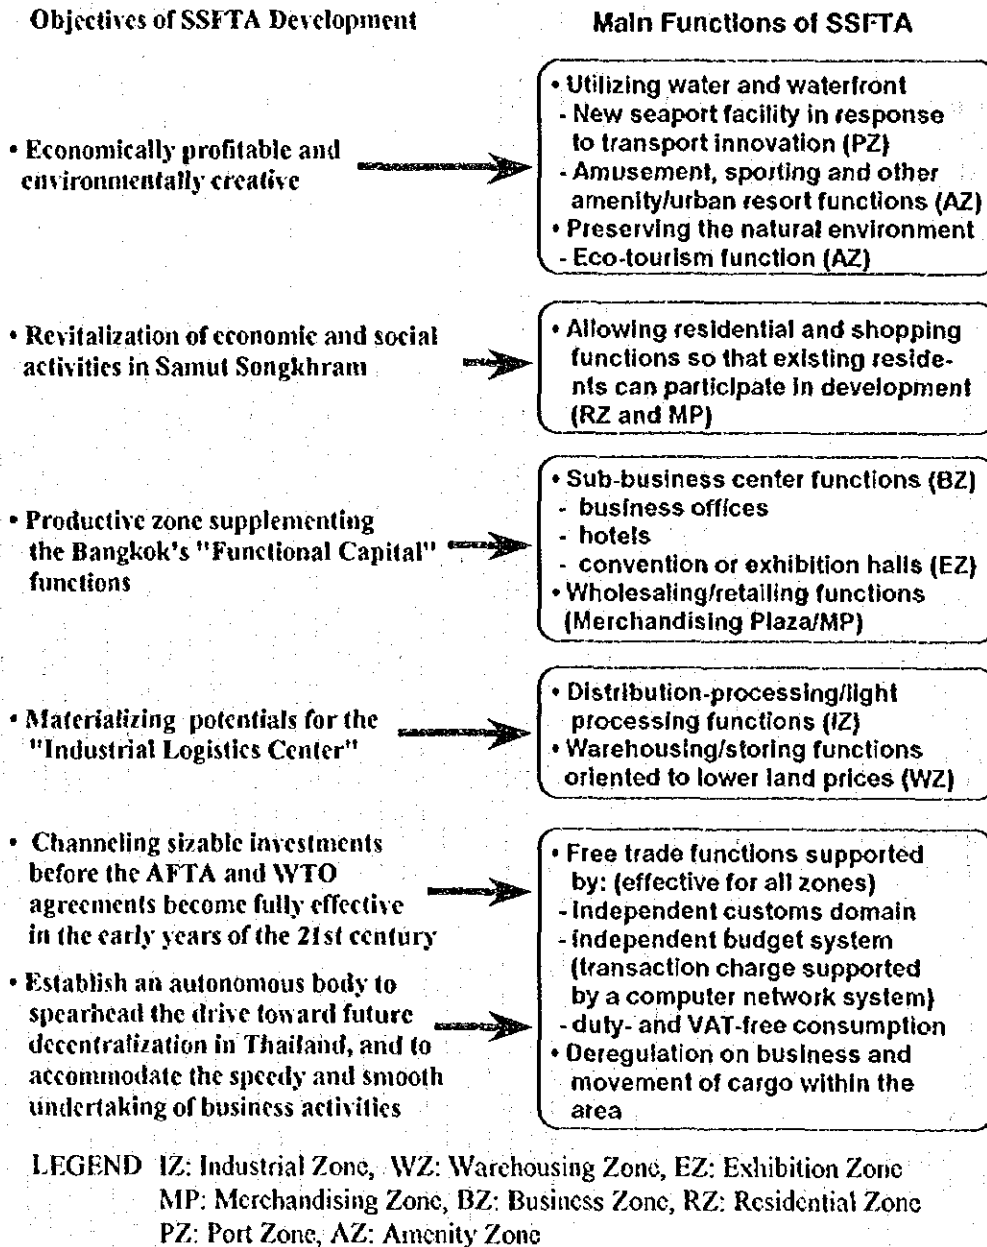 Objectives of SSFTA Development
Main Functions of SSFTA
• Economically profitable and
environmentally creative
• Utilizing water and waterfront
- New seaport facility in response
to transport innovation (PZ)
- Amusement, sporting and other
amenity/urban resort functions (AZ)
• Preserving the natural environment
- Eco-tourism function (AZ)
• Revitalization of economic and social
activities in Samut Songkhram
• Allowing residential and shopping
functions so that existing reside-
nts can participate in development
(RZ and MP)
• Productive zone supplementing
the Bangkok's "Functional Capital"
functions
• Sub-business center functions (BZ)
- business offices
- hotels
- convention or exhibition halls (EZ)
• Wholesaling/retailing functions
(Merchandising Plaza/MP)
• Materializing potentials for the
"Industrial Logistics Center"
• Distribution-processing/light
processing functions (IZ)
• Warehousing/storing functions
oriented to lower land prices (WZ)
• Channeling sizable investments
before the AFTA and WTO
agreements become fully effective
in the early years of the 21st century
• Establish an autonomous body to
spearhead the drive toward future
decentralization in Thailand, and to
accommodate the speedy and smooth
undertaking of business activities
• Free trade functions supported
by: (effective for all zones)
- independent customs domain
- independent budget system
(transaction charge supported
by a computer network system)
- duty- and VAT-free consumption
• Deregulation on business and
movement of cargo within the
area
LEGEND IZ: Industrial Zone, WZ: Warehousing Zone, EZ: Exhibition Zone
MP: Merchandising Zone, BZ: Business Zone, RZ: Residential Zone
PZ: Port Zone, AZ: Amenity Zone